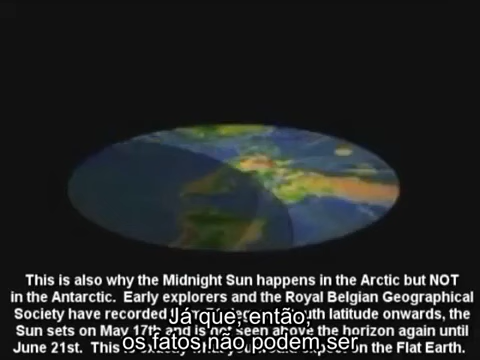 This is also why the Midnight Sun happens in the Arctic but NOT
in the Antarctic. Early explorers and the Royal Belgian Geographical
Society have recorded
Já que, então,
latitude onwards, the
Sun sets on May 17th and is not seen above the horizon again until
os fatos não podem ser
June 21st. This on the Flat Earth.